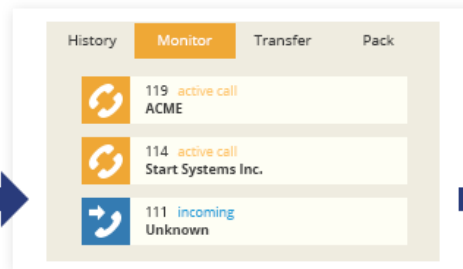 History Monitor Transfer Pack
119 active call
ACME
114 active call
Start Systems Inc.
111 incoming
Unknown